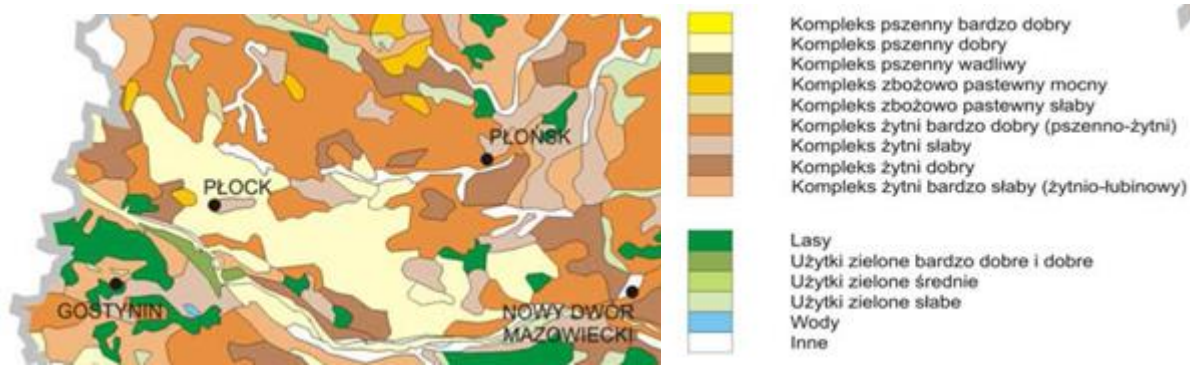 PŁOŃSK
PŁOCK
GOSTYNIN
NOWY DWÓR
MAZOWIECKI
Kompleks pszenny bardzo dobry
Kompleks pszenny dobry
Kompleks pszenny wadliwy
Kompleks zbożowo pastewny mocny
Kompleks zbożowo pastewny słaby
Kompleks żytni bardzo dobry (pszenno-żytni)
Kompleks żytni słaby
Kompleks żytni dobry
Kompleks żytni bardzo słaby (żytnio-łubinowy)
Lasy
Użytki zielone bardzo dobre i dobre
Użytki zielone średnie
Użytki zielone słabe
Wody
Inne